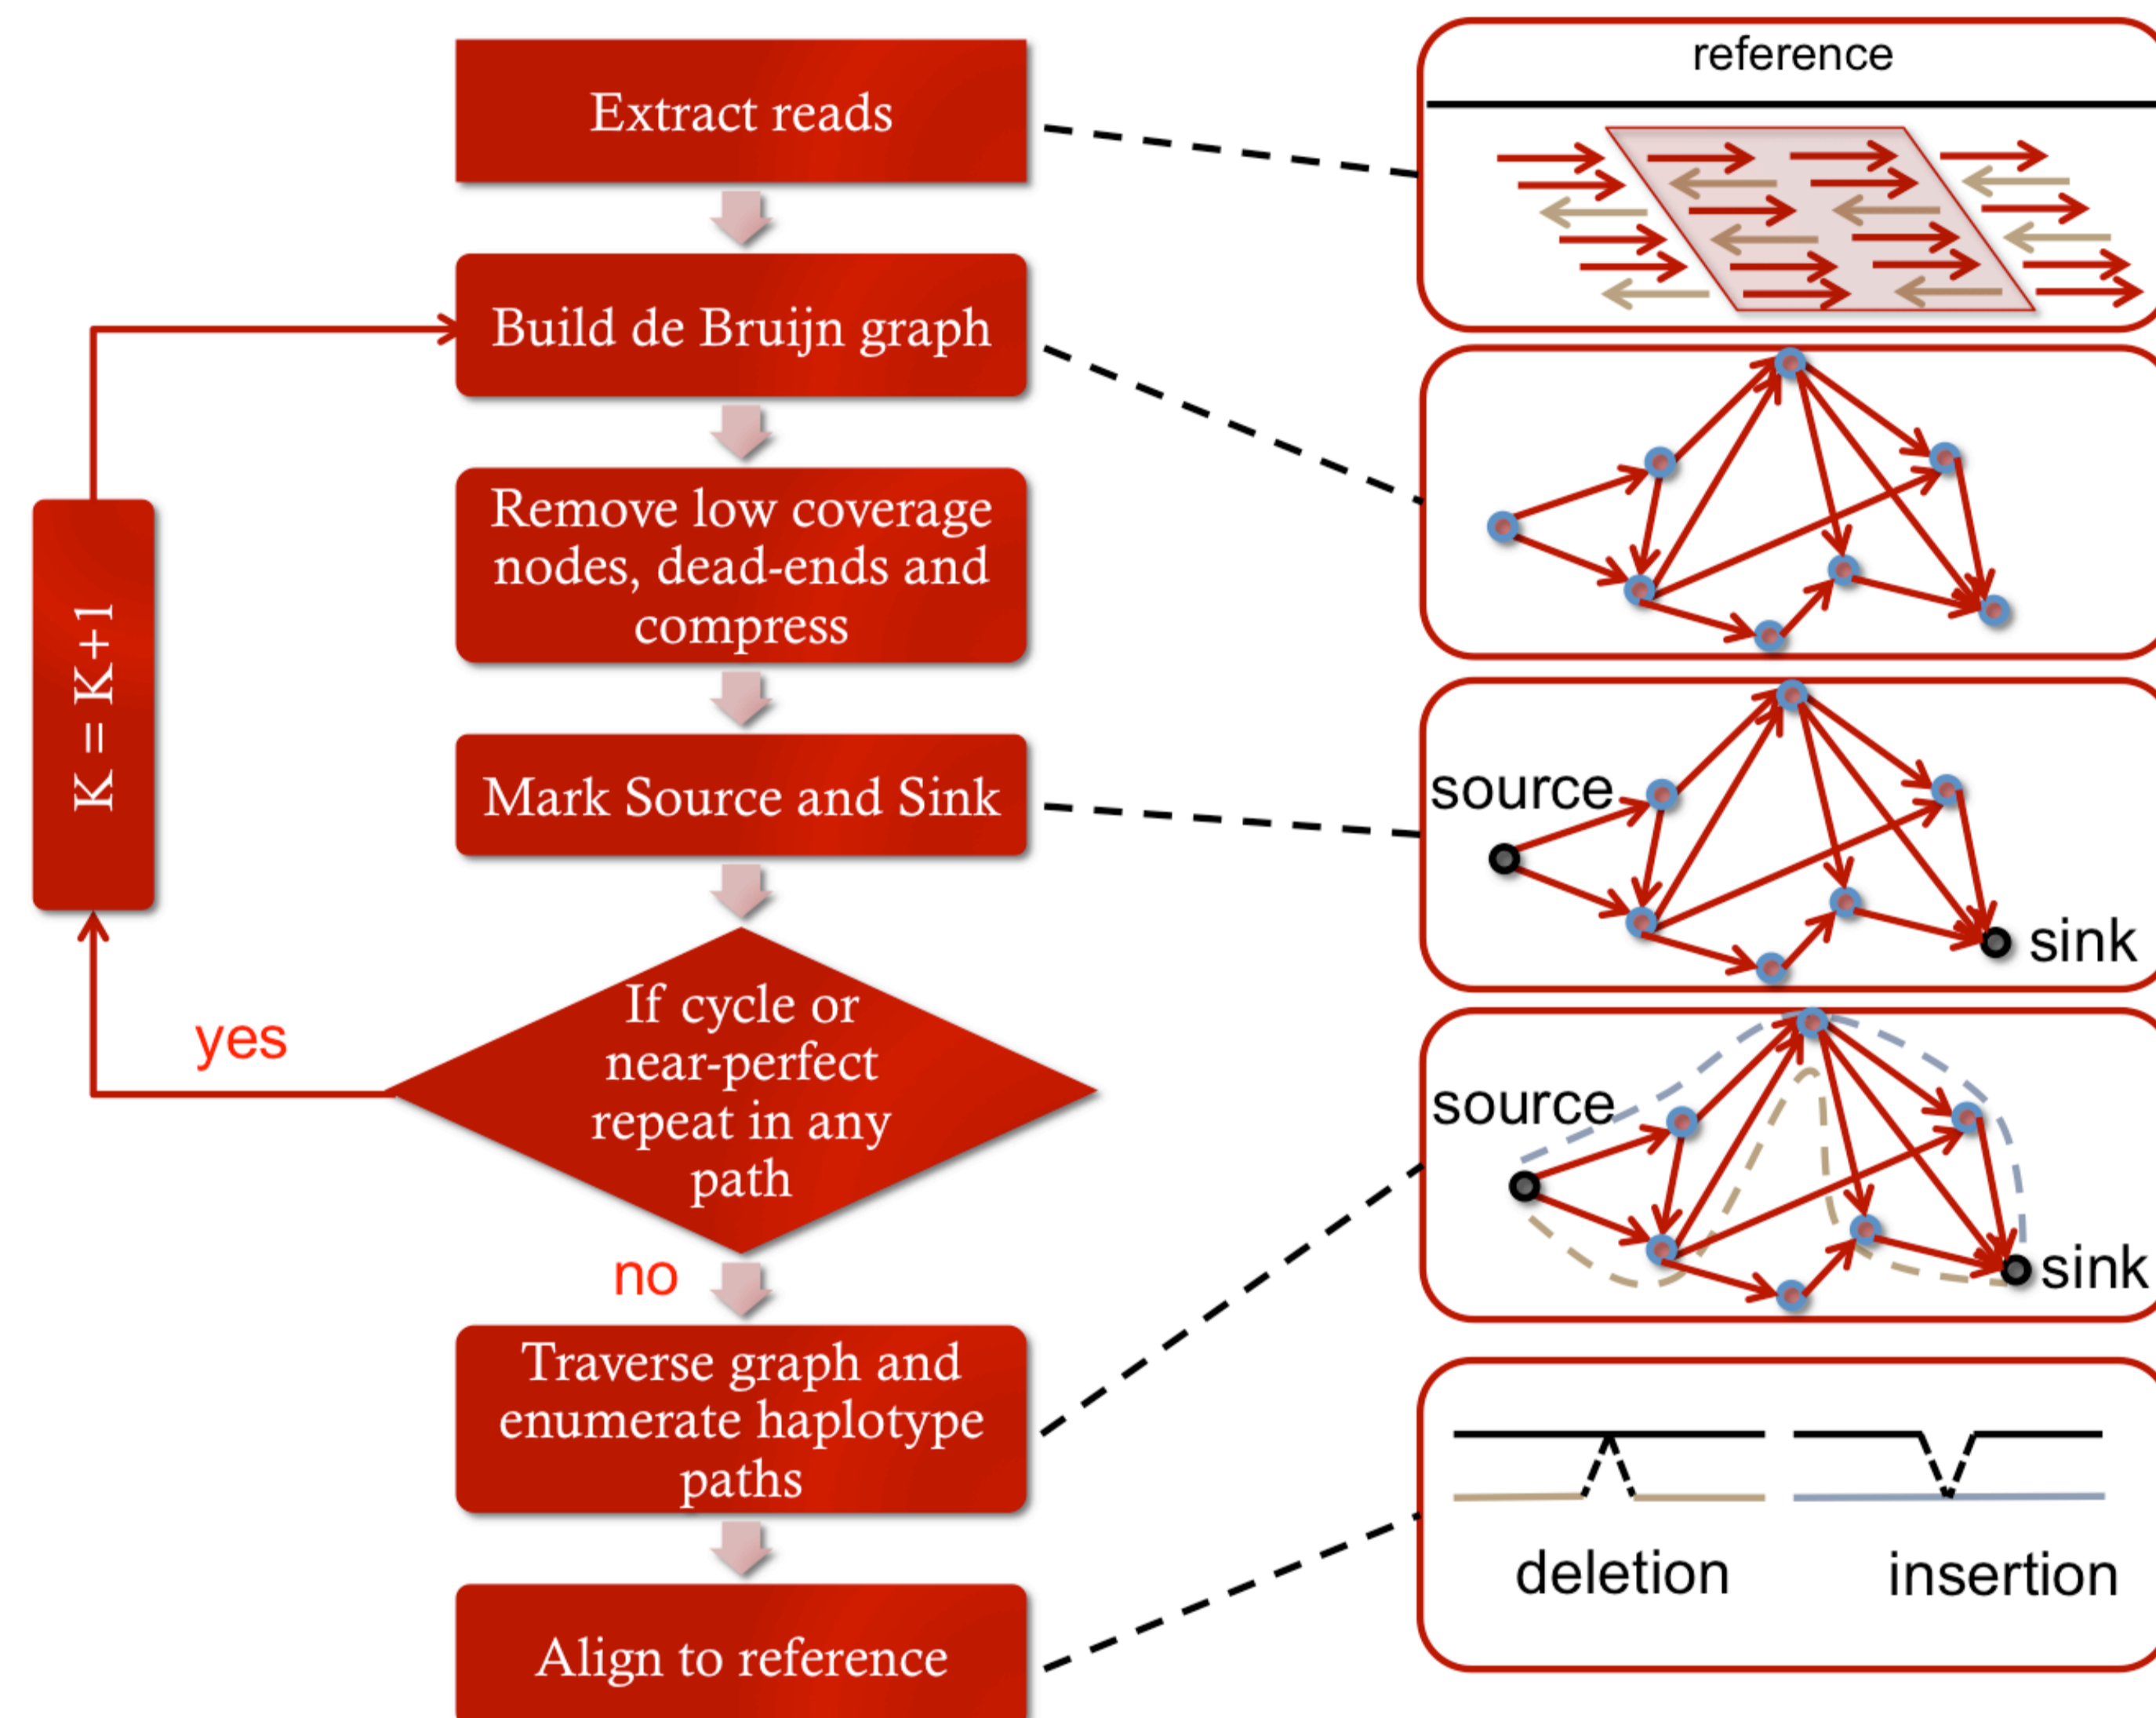 Extract reads
Build de Bruijn graph
Remove low coverage
nodes, dead-ends and
compress
Mark Source and Sink
If cycle or
near-perfect
repeat in any
path
yes
K = K+1
no
Traverse graph and
enumerate haplotype
paths
Align to reference
reference
source
sink
source
sink
deletion
insertion